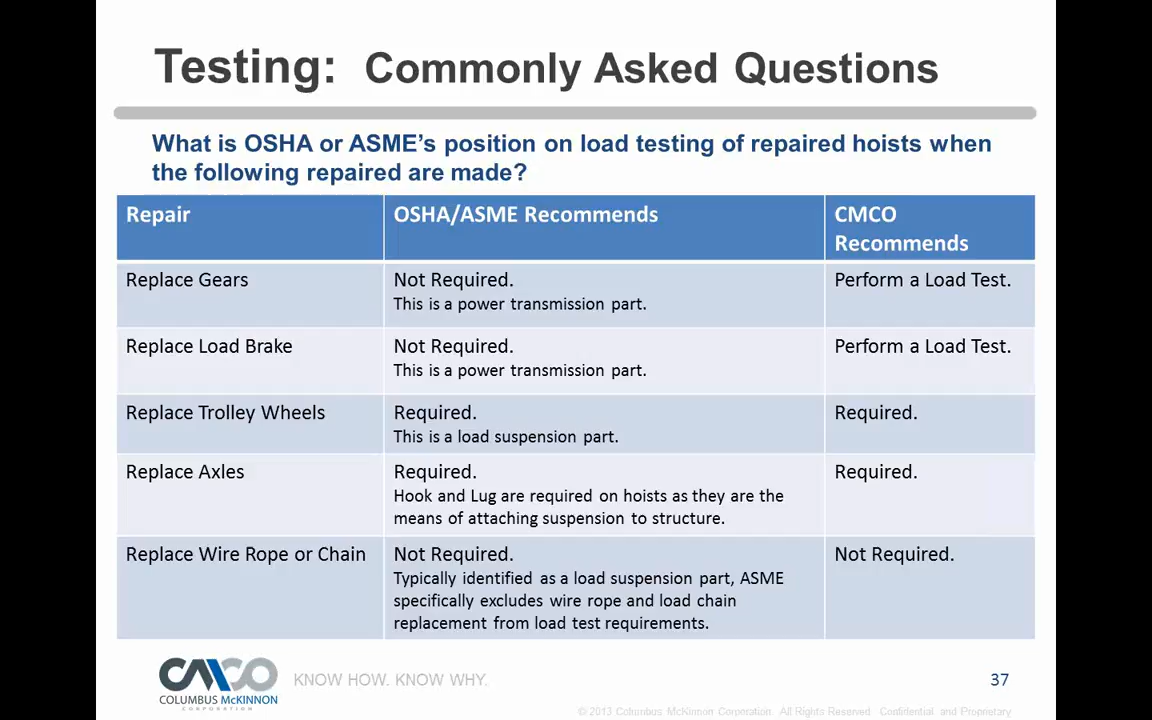 Testing: Commonly Asked Questions
What is OSHA or ASME's position on load testing of repaired hoists when
the following repaired are made?
Repair
OSHA/ASME Recommends
CMCO
Recommends
Replace Gears
Not Required.
This is a power transmission part.
Perform a Load Test.
Replace Load Brake
Not Required.
This is a power transmission part.
Perform a Load Test.
Replace Trolley Wheels
Required.
This is a load suspension part.
Required.
Replace Axles
Required.
Hook and Lug are required on hoists as they are the
means of attaching suspension to structure.
Required.
Replace Wire Rope or Chain
Not Required.
Typically identified as a load suspension part, ASME
specifically excludes wire rope and load chain
replacement from load test requirements.
Not Required.
CMCO
COLUMBUS McKINNON
CORPORATION
KNOW HOW. KNOW WHY.
37
© 2013 Columbus McKinnon Corporation. All Rights Reserved. Confidential and Proprietary